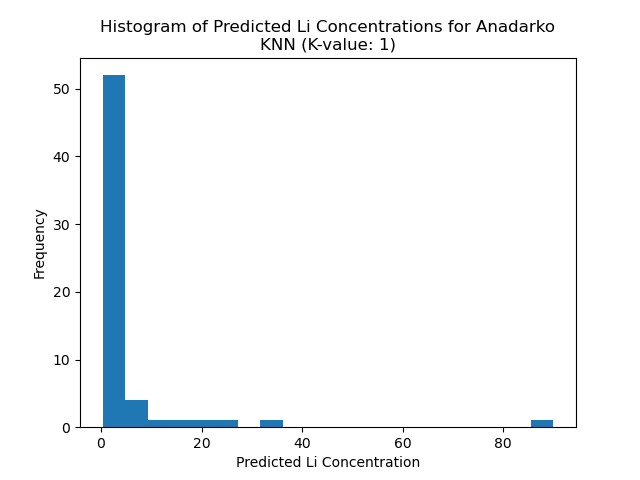 Histogram of Predicted Li Concentrations for Anadarko
KNN (K-value: 1)
50
40
30
20
10
0
Frequency
0 20 40 60 80
Predicted Li Concentration